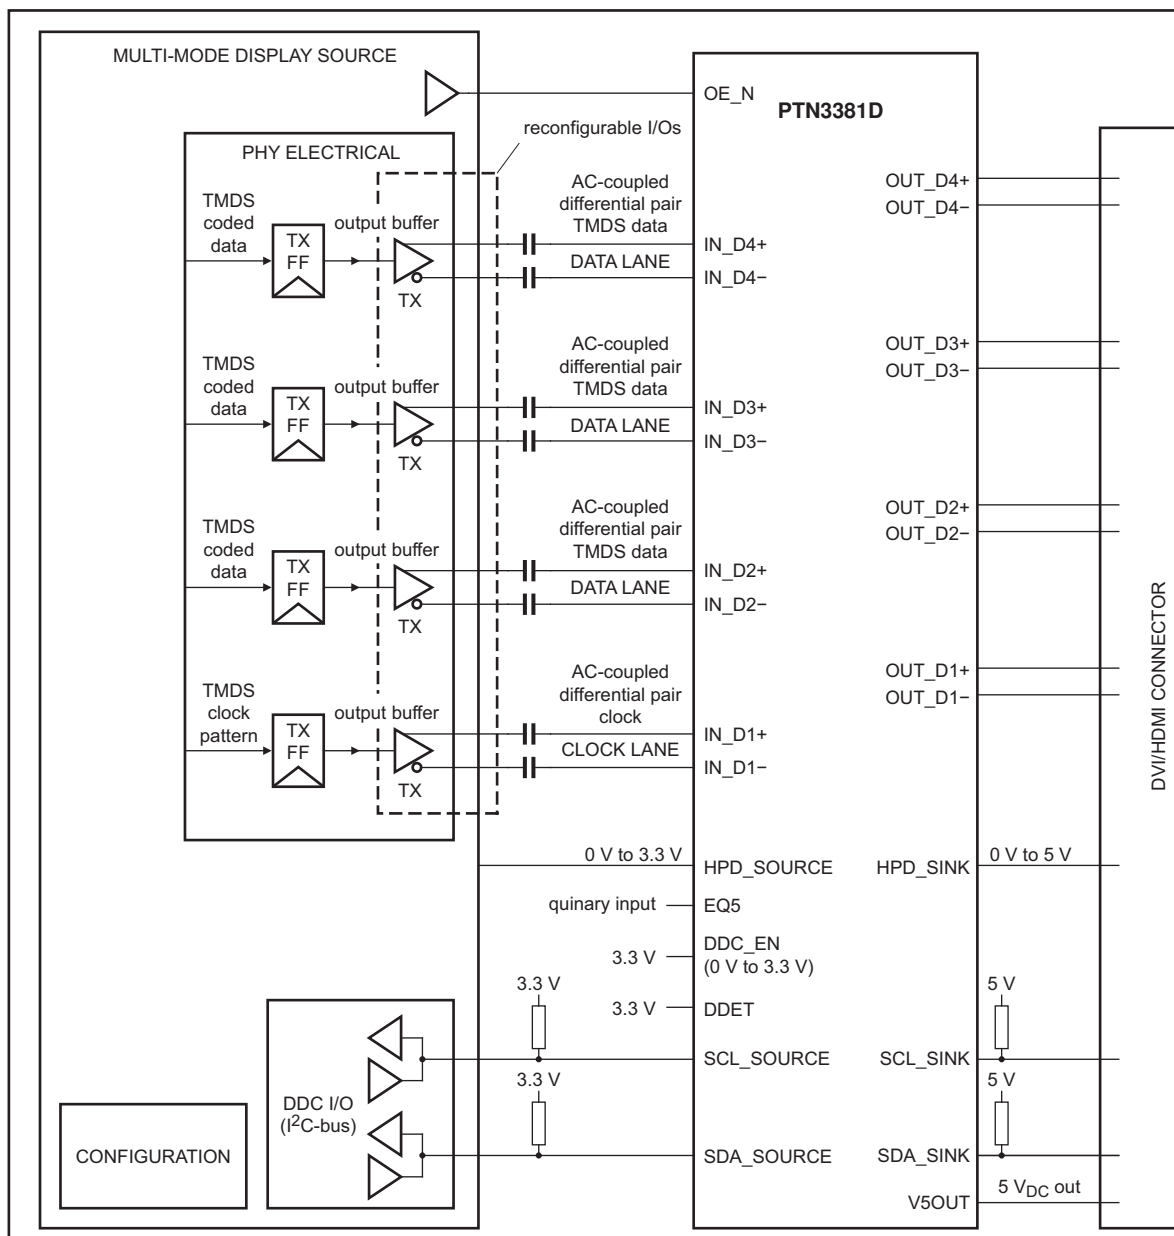 MULTI-MODE DISPLAY SOURCE
OE_N
PTN3381D
reconfigurable I/Os
PHY ELECTRICAL
TMDS
coded
data
TX
FF
output buffer
TX
AC-coupled
differential pair
TMDS data
DATA LANE
IN_D4+
IN_D4−
OUT_D4+
OUT_D4−
TMDS
coded
data
TX
FF
output buffer
TX
AC-coupled
differential pair
TMDS data
DATA LANE
IN_D3+
IN_D3−
OUT_D3+
OUT_D3−
TMDS
coded
data
TX
FF
output buffer
TX
AC-coupled
differential pair
TMDS data
DATA LANE
IN_D2+
IN_D2−
OUT_D2+
OUT_D2−
TMDS
clock
pattern
TX
FF
output buffer
TX
AC-coupled
differential pair
clock
CLOCK LANE
IN_D1+
IN_D1−
OUT_D1+
OUT_D1−
DVI/HDMI CONNECTOR
0 V to 3.3 V
HPD_SOURCE
HPD_SINK
0 V to 5 V
quinary input
EQ5
3.3 V
DDC_EN
(0 V to 3.3 V)
3.3 V
DDET
3.3 V
SCL_SOURCE
SCL_SINK
5 V
3.3 V
SDA_SOURCE
SDA_SINK
5 V
DDC I/O
(I²C-bus)
CONFIGURATION
V5OUT
5 VDC out